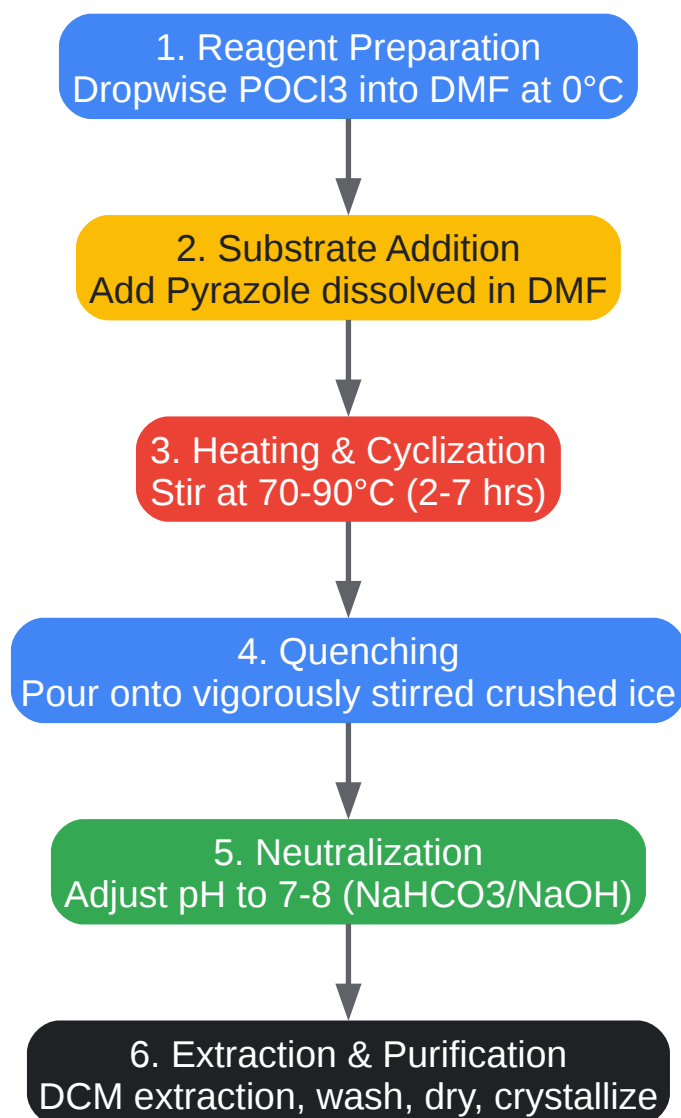 1. Reagent Preparation
Dropwise POCl3 into DMF at 0°C
2. Substrate Addition
Add Pyrazole dissolved in DMF
3. Heating & Cyclization
Stir at 70-90°C (2-7 hrs)
4. Quenching
Pour onto vigorously stirred crushed ice
5. Neutralization
Adjust pH to 7-8 (NaHCO3/NaOH)
6. Extraction & Purification
DCM extraction, wash, dry, crystallize